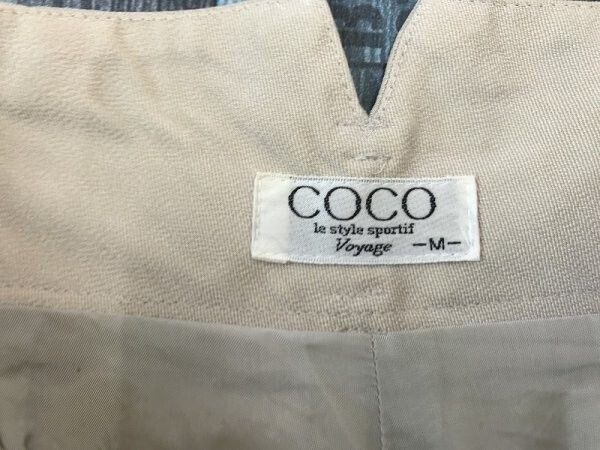 COCO
le style sportif
Voyage -M-